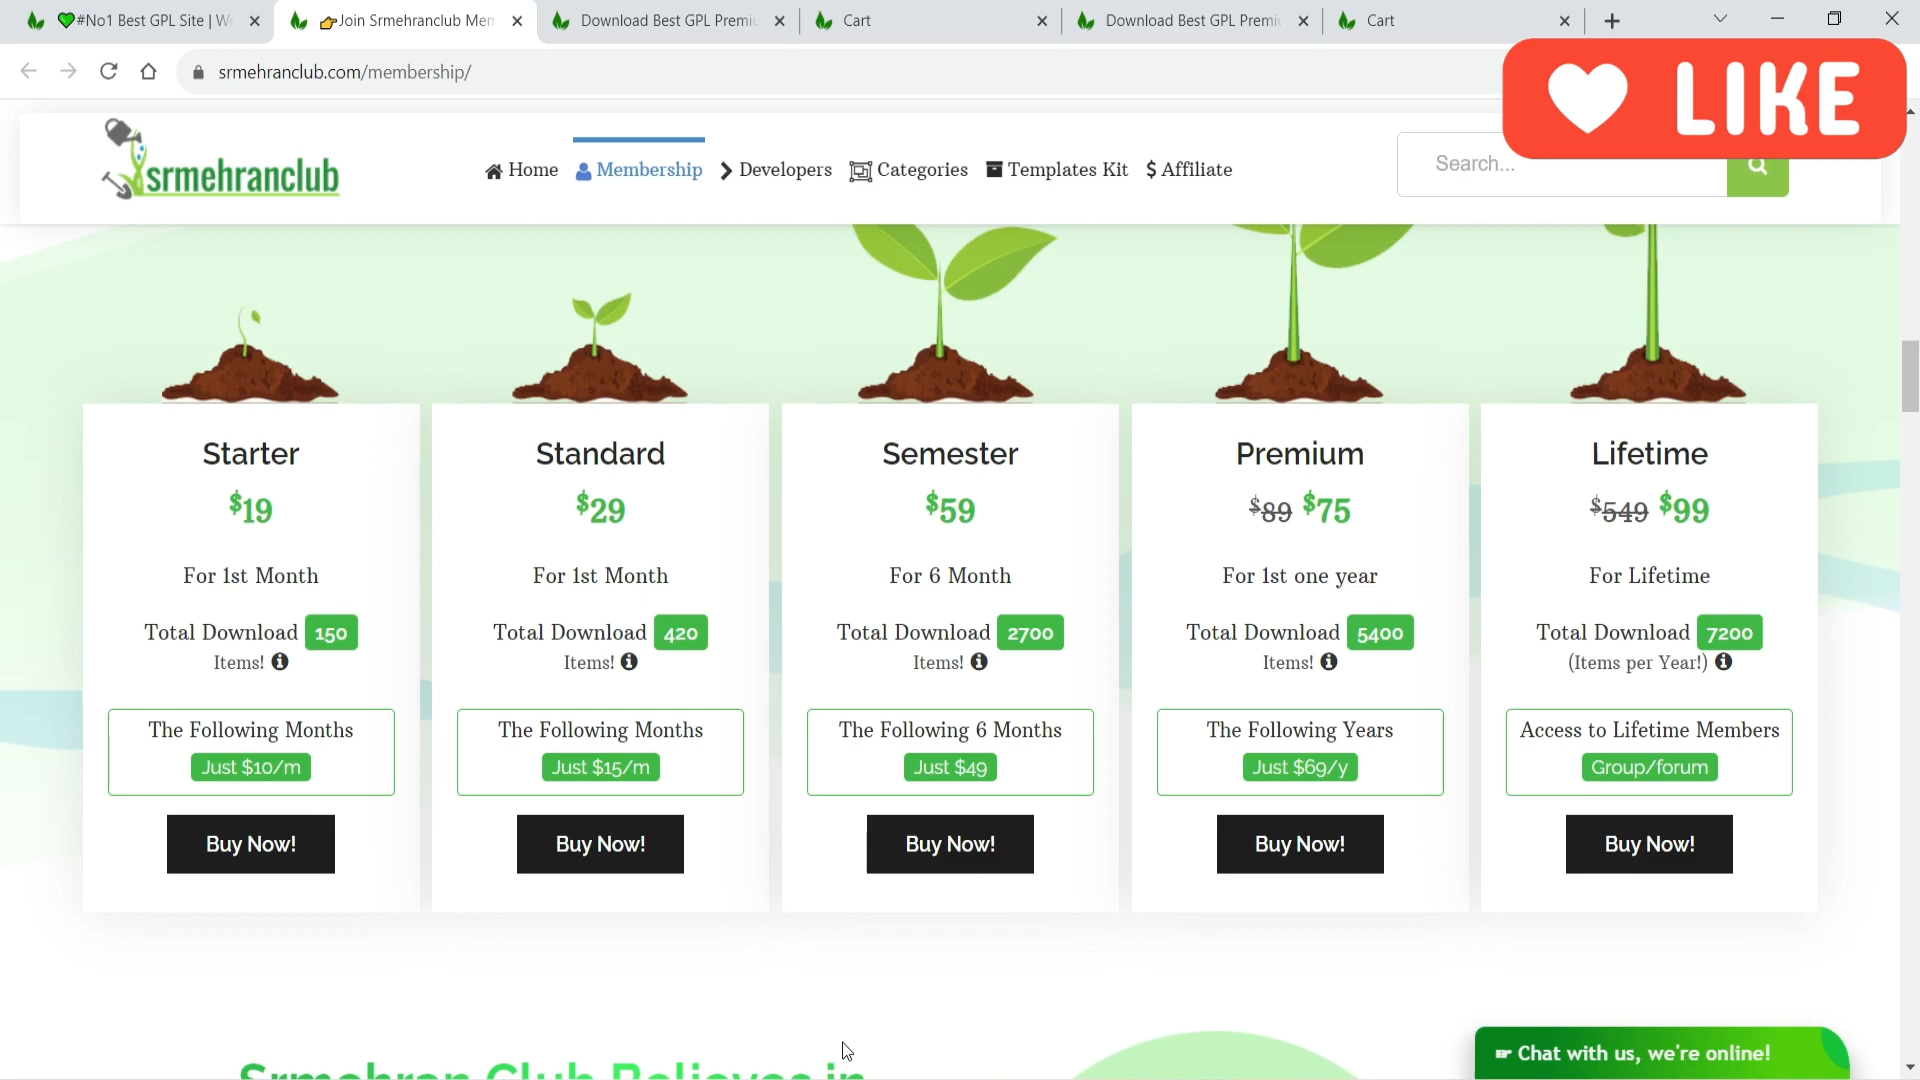 💚#No1 Best GPL Site | Wo
👉Join Srmehranclub Mem
Download Best GPL Premiu
Cart
Download Best GPL Premiu
Cart
srmehranclub.com/membership/
LIKE
srmehranclub
Home
Membership
Developers
Categories
Templates Kit
$ Affiliate
Search...
Starter
$19
For 1st Month
Total Download 150
Items!
The Following Months
Just $10/m
Buy Now!
Standard
$29
For 1st Month
Total Download 420
Items!
The Following Months
Just $15/m
Buy Now!
Semester
$59
For 6 Month
Total Download 2700
Items!
The Following 6 Months
Just $49
Buy Now!
Premium
$89 $75
For 1st one year
Total Download 5400
Items!
The Following Years
Just $69/y
Buy Now!
Lifetime
$549 $99
For Lifetime
Total Download 7200
(Items per Year!)
Access to Lifetime Members
Group/forum
Buy Now!
Srmehran Club Believes in
☛ Chat with us, we're online!